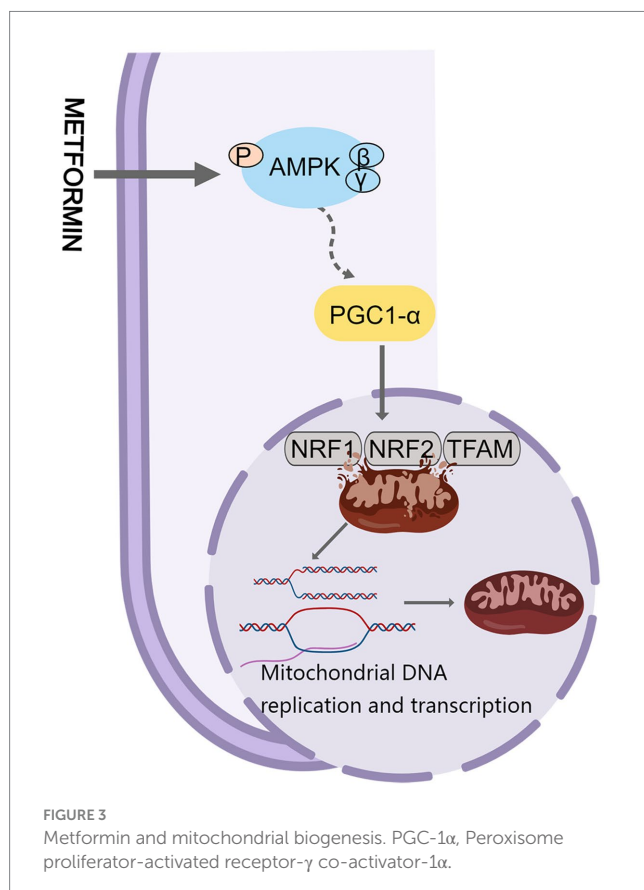 METFORMIN
P
AMPK
β
γ
PGC1-α
NRF1 NRF2 TFAM
Mitochondrial DNA
replication and transcription
FIGURE 3
Metformin and mitochondrial biogenesis. PGC-1α, Peroxisome
proliferator-activated receptor-γ co-activator-1α.